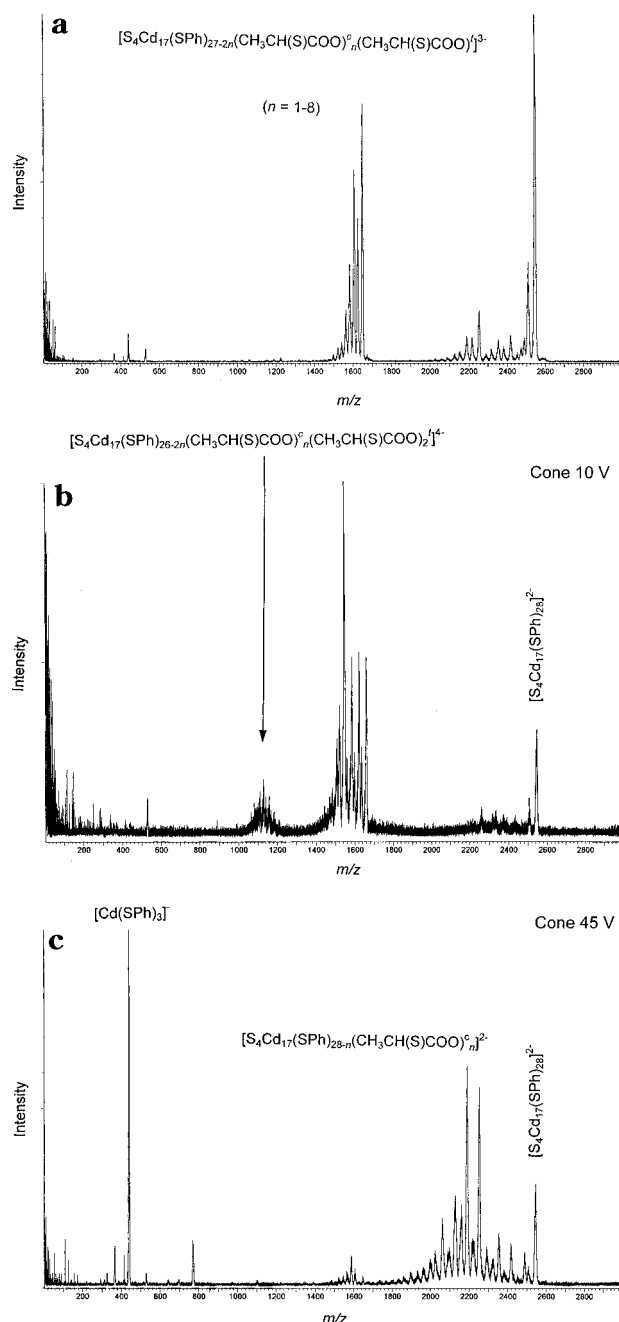 a
[S₄Cd₁₇(SPh)₂₇₋₂ₙ(CH₃CH(S)COO)ᶜₙ(CH₃CH(S)COO)ˡ]³⁻
(n = 1-8)
Intensity
200 400 600 800 1000 1200 1400 1600 1800 2000 2200 2400 2600 2800
m/z
[S₄Cd₁₇(SPh)₂₆₋₂ₙ(CH₃CH(S)COO)ᶜₙ(CH₃CH(S)COO)₂ˡ]⁴⁻
b
Cone 10 V
[S₄Cd₁₇(SPh)₂₈]²⁻
Intensity
200 400 600 800 1000 1200 1400 1600 1800 2000 2200 2400 2600 2800
m/z
[Cd(SPh)₃]⁻
c
Cone 45 V
[S₄Cd₁₇(SPh)₂₈₋ₙ(CH₃CH(S)COO)ᶜₙ]²⁻
[S₄Cd₁₇(SPh)₂₈]²⁻
Intensity
200 400 600 800 1000 1200 1400 1600 1800 2000 2200 2400 2600 2800
m/z